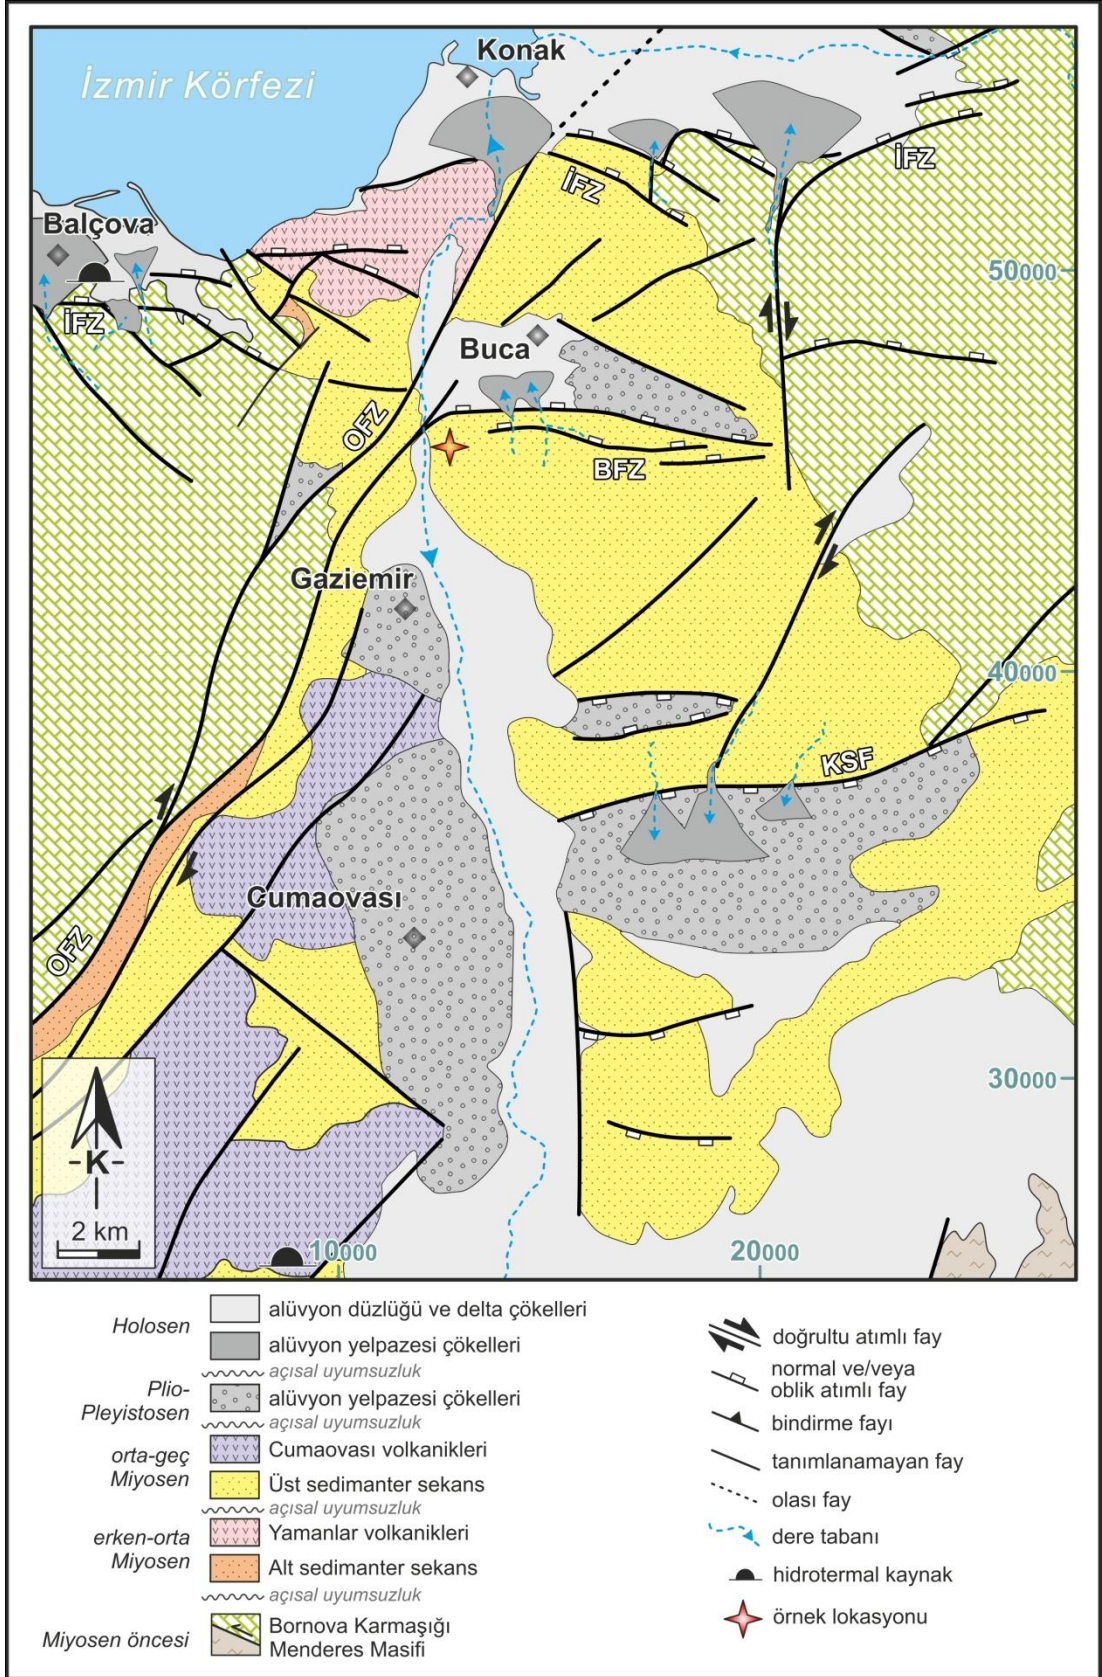 Konak
İzmir Körfezi
İFZ
İFZ
Balçova
50000
İFZ
Buca
OFZ
BFZ
Gaziemir
40000
KSF
Cumaovası
OFZ
30000
-K-
2 km
10000
20000
Holosen
alüvyon düzlüğü ve delta çökelleri
alüvyon yelpazesi çökelleri
açısal uyumsuzluk
Plio-
Pleyistosen
alüvyon yelpazesi çökelleri
açısal uyumsuzluk
orta-geç
Miyosen
Cumaovası volkanikleri
Üst sedimanter sekans
açısal uyumsuzluk
erken-orta
Miyosen
Yamanlar volkanikleri
Alt sedimanter sekans
açısal uyumsuzluk
Miyosen öncesi
Bornova Karmaşığı
Menderes Masifi
doğrultu atımlı fay
normal ve/veya
oblik atımlı fay
bindirme fayı
tanımlanamayan fay
olası fay
dere tabanı
hidrotermal kaynak
örnek lokasyonu